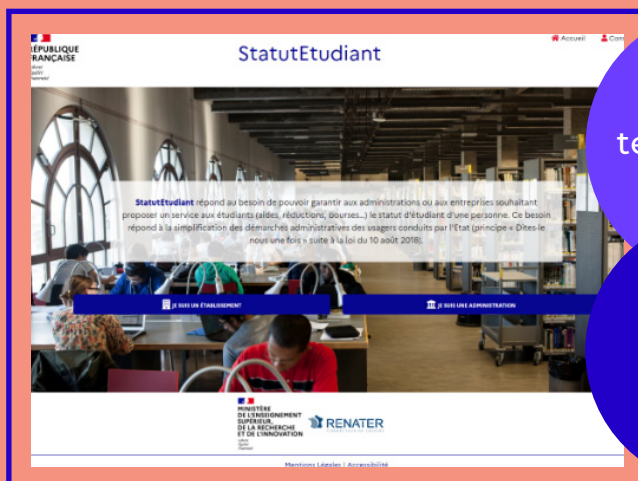 RÉPUBLIQUE
FRANÇAISE
StatutEtudiant
Accueil
StatutEtudiant répond au besoin de pouvoir garantir aux administrations ou aux entreprises souhaitant
proposer un service aux étudiants (aides, réductions, bourses...) le statut d'étudiant d'une personne. Ce besoin
répond à la simplification des démarches administratives des usagers conduits par l'Etat (principe « Dites-le
nous une fois » suite à la loi du 10 août 2018).
JE SUIS UN ÉTABLISSEMENT
JE SUIS UNE ADMINISTRATION
MINISTÈRE
DE L'ENSEIGNEMENT
SUPÉRIEUR,
DE LA RECHERCHE
ET DE L'INNOVATION
RENATER
Mentions Légales | Accessibilité